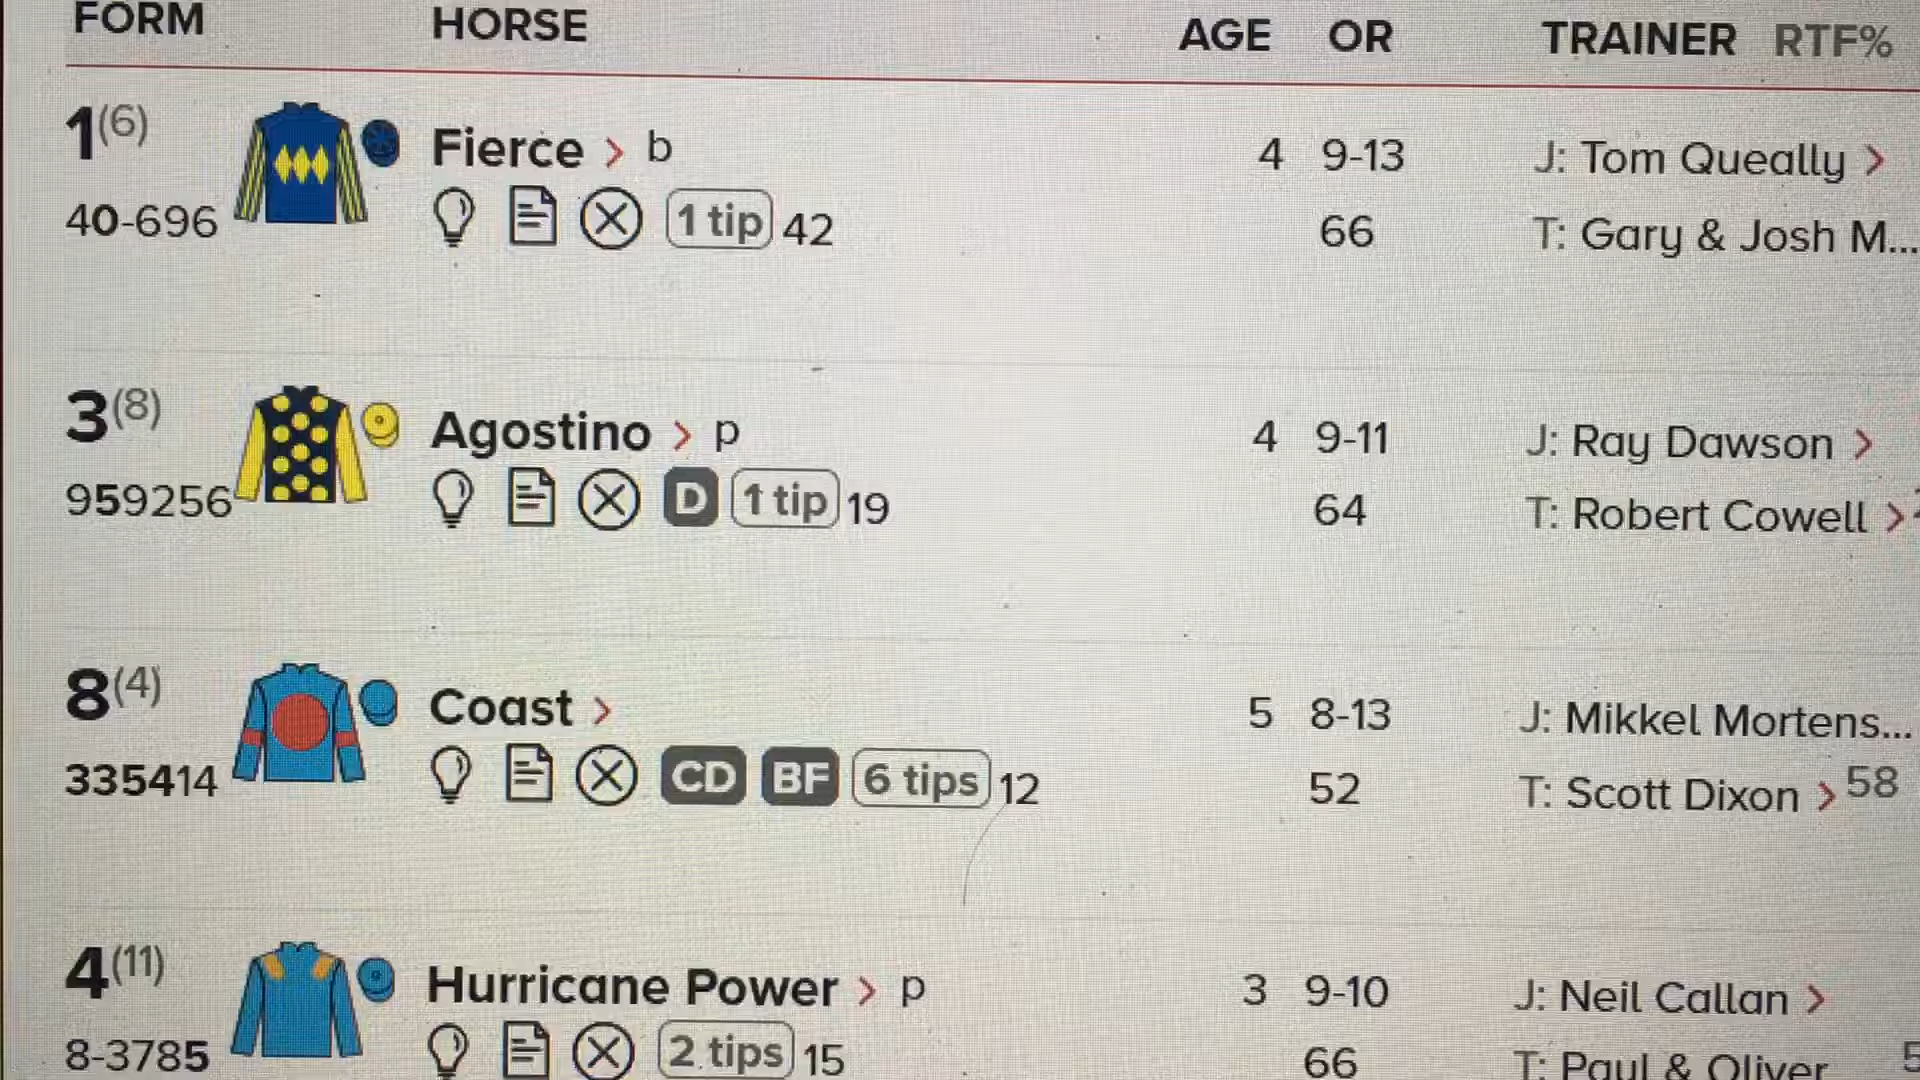 FORM HORSE AGE OR TRAINER RTF%
1(6) Fierce > b 4 9-13 J: Tom Queally >
40-696 1 tip 42 66 T: Gary & Josh M...
3(8) Agostino > p 4 9-11 J: Ray Dawson >
959256 D 1 tip 19 64 T: Robert Cowell >
8(4) Coast > 5 8-13 J: Mikkel Mortens...
335414 CD BF 6 tips 12 52 T: Scott Dixon > 58
4(11) Hurricane Power > p 3 9-10 J: Neil Callan >
8-3785 2 tips 15 66 T: Paul & Oliver